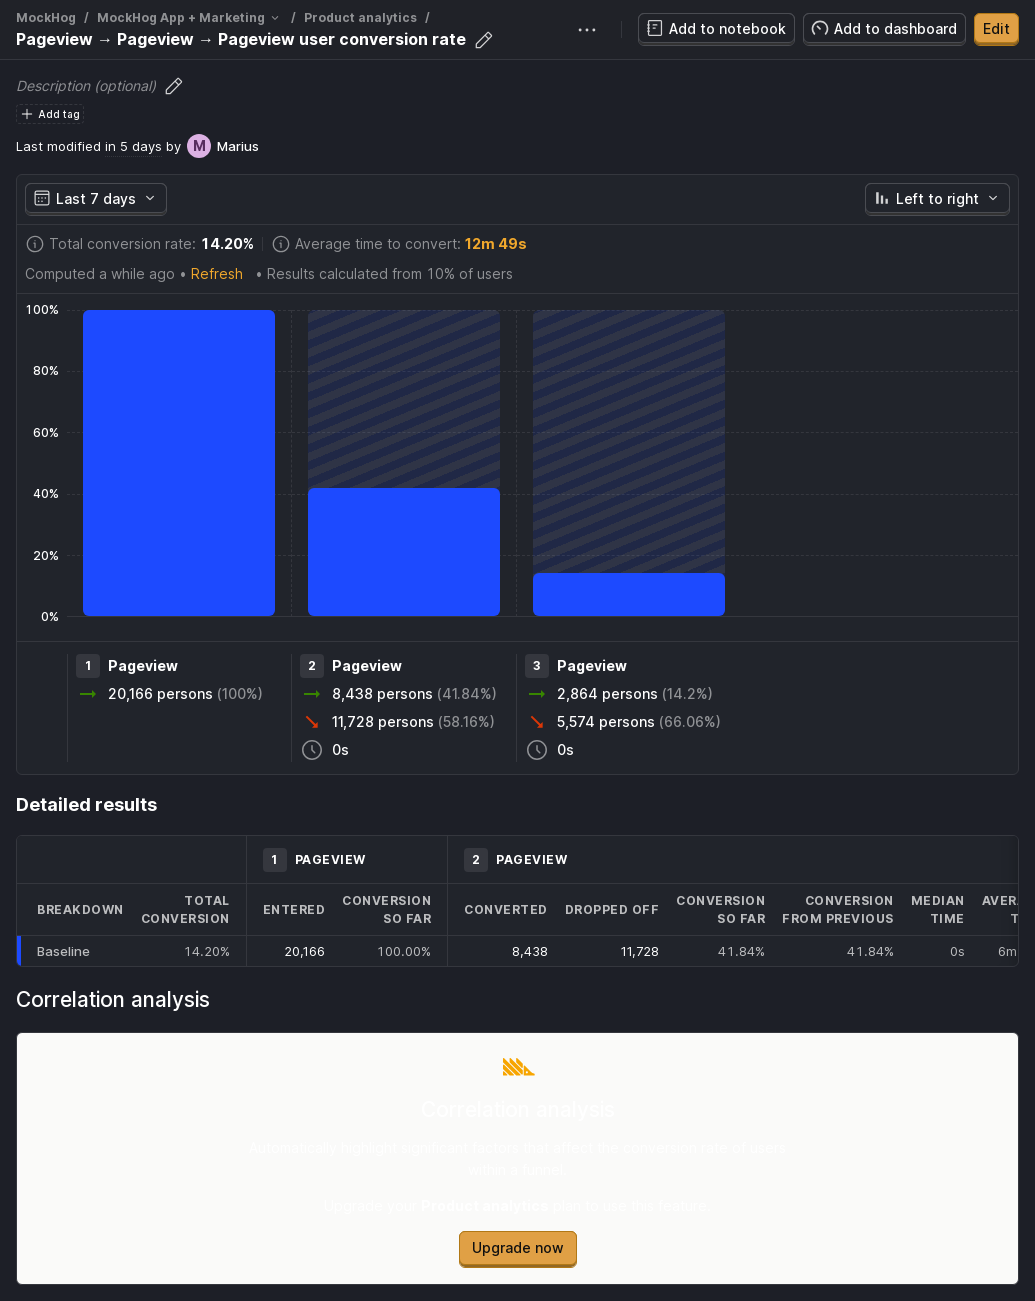 MockHog / MockHog App + Marketing / Product analytics /
Pageview → Pageview → Pageview user conversion rate
Add to notebook
Add to dashboard
Edit
Description (optional)
Add tag
Last modified in 5 days by M Marius
Last 7 days
Left to right
Total conversion rate: 14.20%
Average time to convert: 12m 49s
Computed a while ago • Refresh • Results calculated from 10% of users
100%
80%
60%
40%
20%
0%
1 Pageview
20,166 persons (100%)
2 Pageview
8,438 persons (41.84%)
11,728 persons (58.16%)
0s
3 Pageview
2,864 persons (14.2%)
5,574 persons (66.06%)
0s
Detailed results
1 PAGEVIEW
2 PAGEVIEW
BREAKDOWN
TOTAL
CONVERSION
ENTERED
CONVERSION
SO FAR
CONVERTED
DROPPED OFF
CONVERSION
SO FAR
CONVERSION
FROM PREVIOUS
MEDIAN
TIME
Baseline 14.20% 20,166 100.00% 8,438 11,728 41.84% 41.84% 0s 6m
Correlation analysis
Correlation analysis
Product analytics
Upgrade now